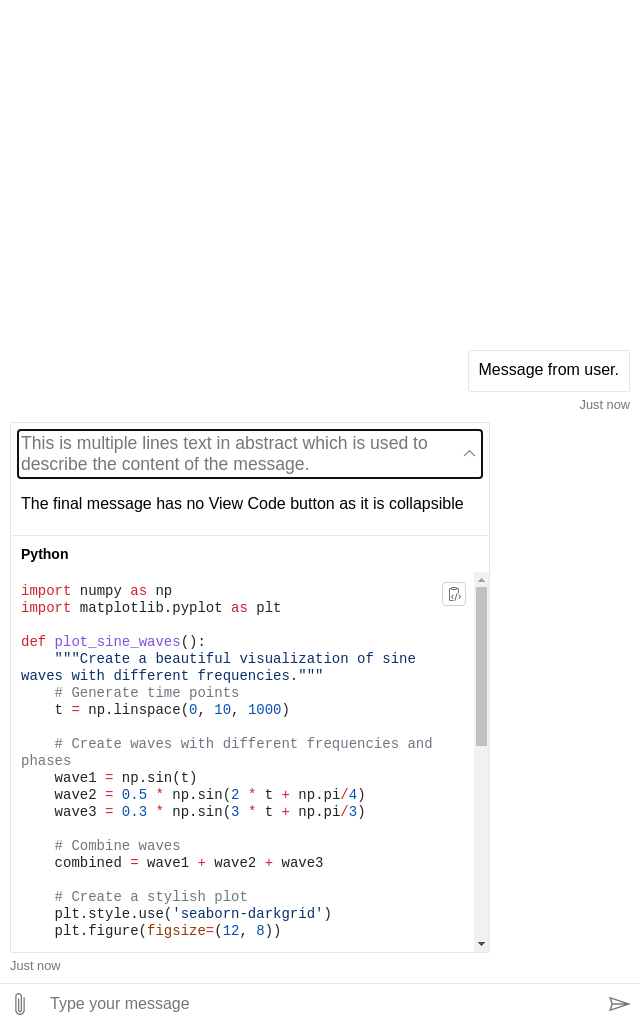 Message from user.
Just now
This is multiple lines text in abstract which is used to
describe the content of the message.
The final message has no View Code button as it is collapsible
Python
import numpy as np
import matplotlib.pyplot as plt
def plot_sine_waves():
    """Create a beautiful visualization of sine
waves with different frequencies."""
    # Generate time points
    t = np.linspace(0, 10, 1000)
    # Create waves with different frequencies and
phases
    wave1 = np.sin(t)
    wave2 = 0.5 * np.sin(2 * t + np.pi/4)
    wave3 = 0.3 * np.sin(3 * t + np.pi/3)
    # Combine waves
    combined = wave1 + wave2 + wave3
    # Create a stylish plot
    plt.style.use('seaborn-darkgrid')
    plt.figure(figsize=(12, 8))
Just now
Type your message